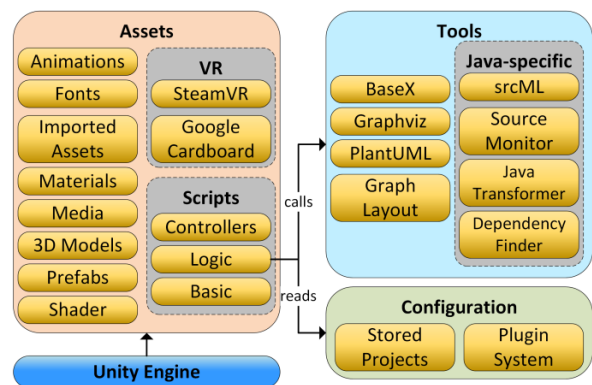 Assets
Animations
Fonts
Imported
Assets
Materials
Media
3D Models
Prefabs
Shader
VR
SteamVR
Google
Cardboard
Scripts
Controllers
Logic
Basic
calls
reads
Tools
BaseX
Graphviz
PlantUML
Graph
Layout
Java-specific
srcML
Source
Monitor
Java
Transformer
Dependency
Finder
Configuration
Stored
Projects
Plugin
System
Unity Engine